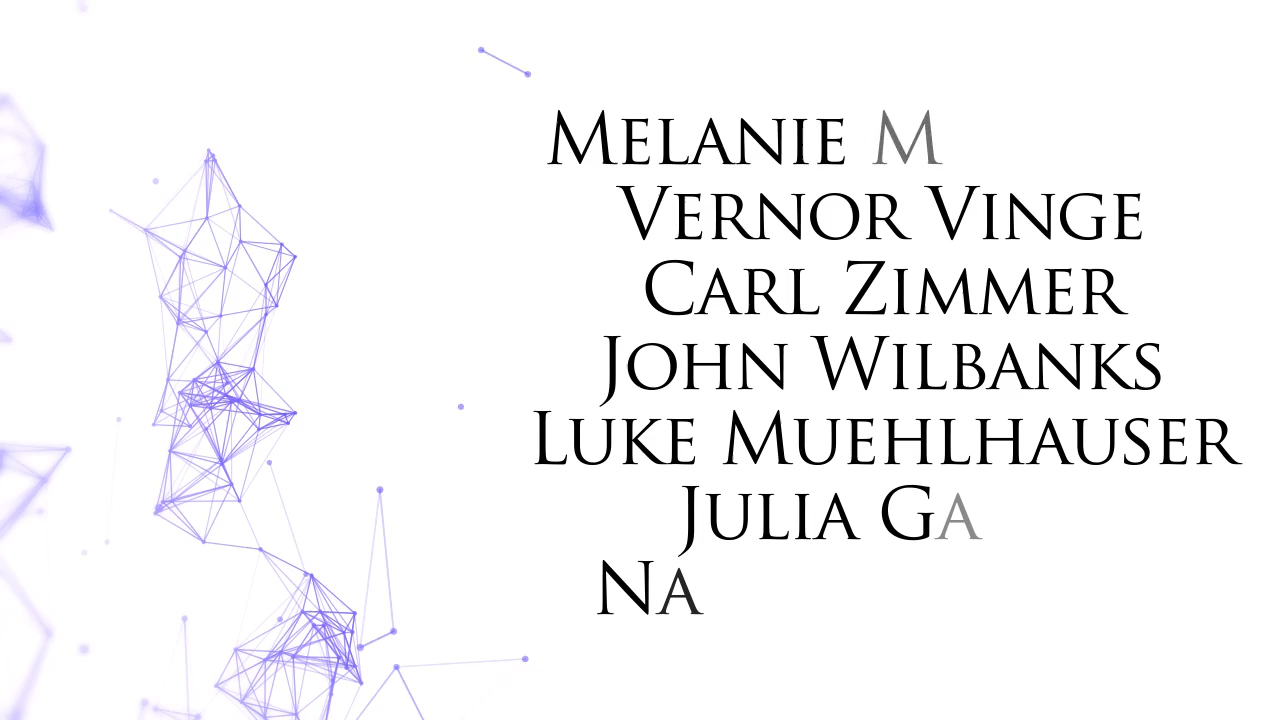 MELANIE M
VERNOR VINGE
CARL ZIMMER
JOHN WILBANKS
LUKE MUEHLHAUSER
JULIA GA
NA